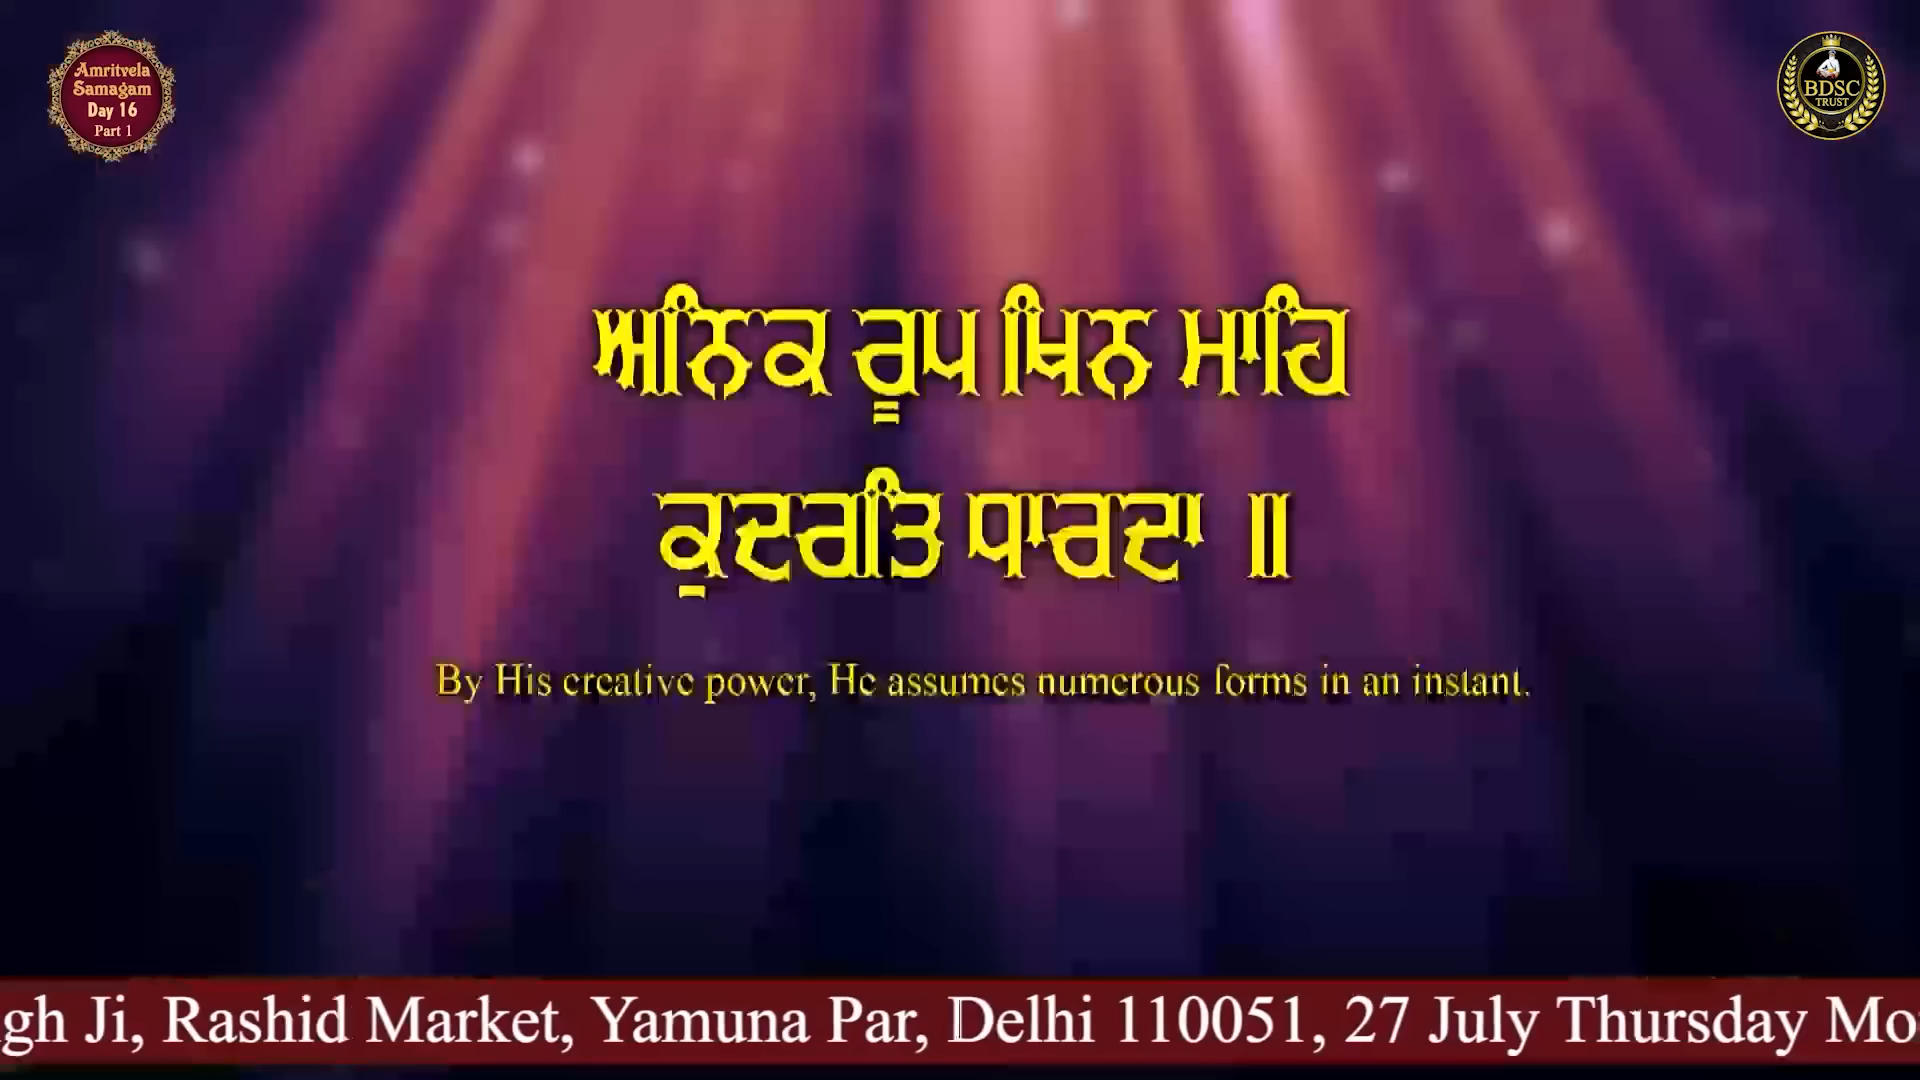 Amritvela
Samagam
Day 16
Part 1
BDSC
TRUST
ਅਨਿਕ ਰੂਪ ਖਿਨ ਮਾਹਿ
ਕੁਦਰਤਿ ਧਾਰਦਾ ॥
By His creative power, He assumes numerous forms in an instant.
gh Ji, Rashid Market, Yamuna Par, Delhi 110051, 27 July Thursday Mo